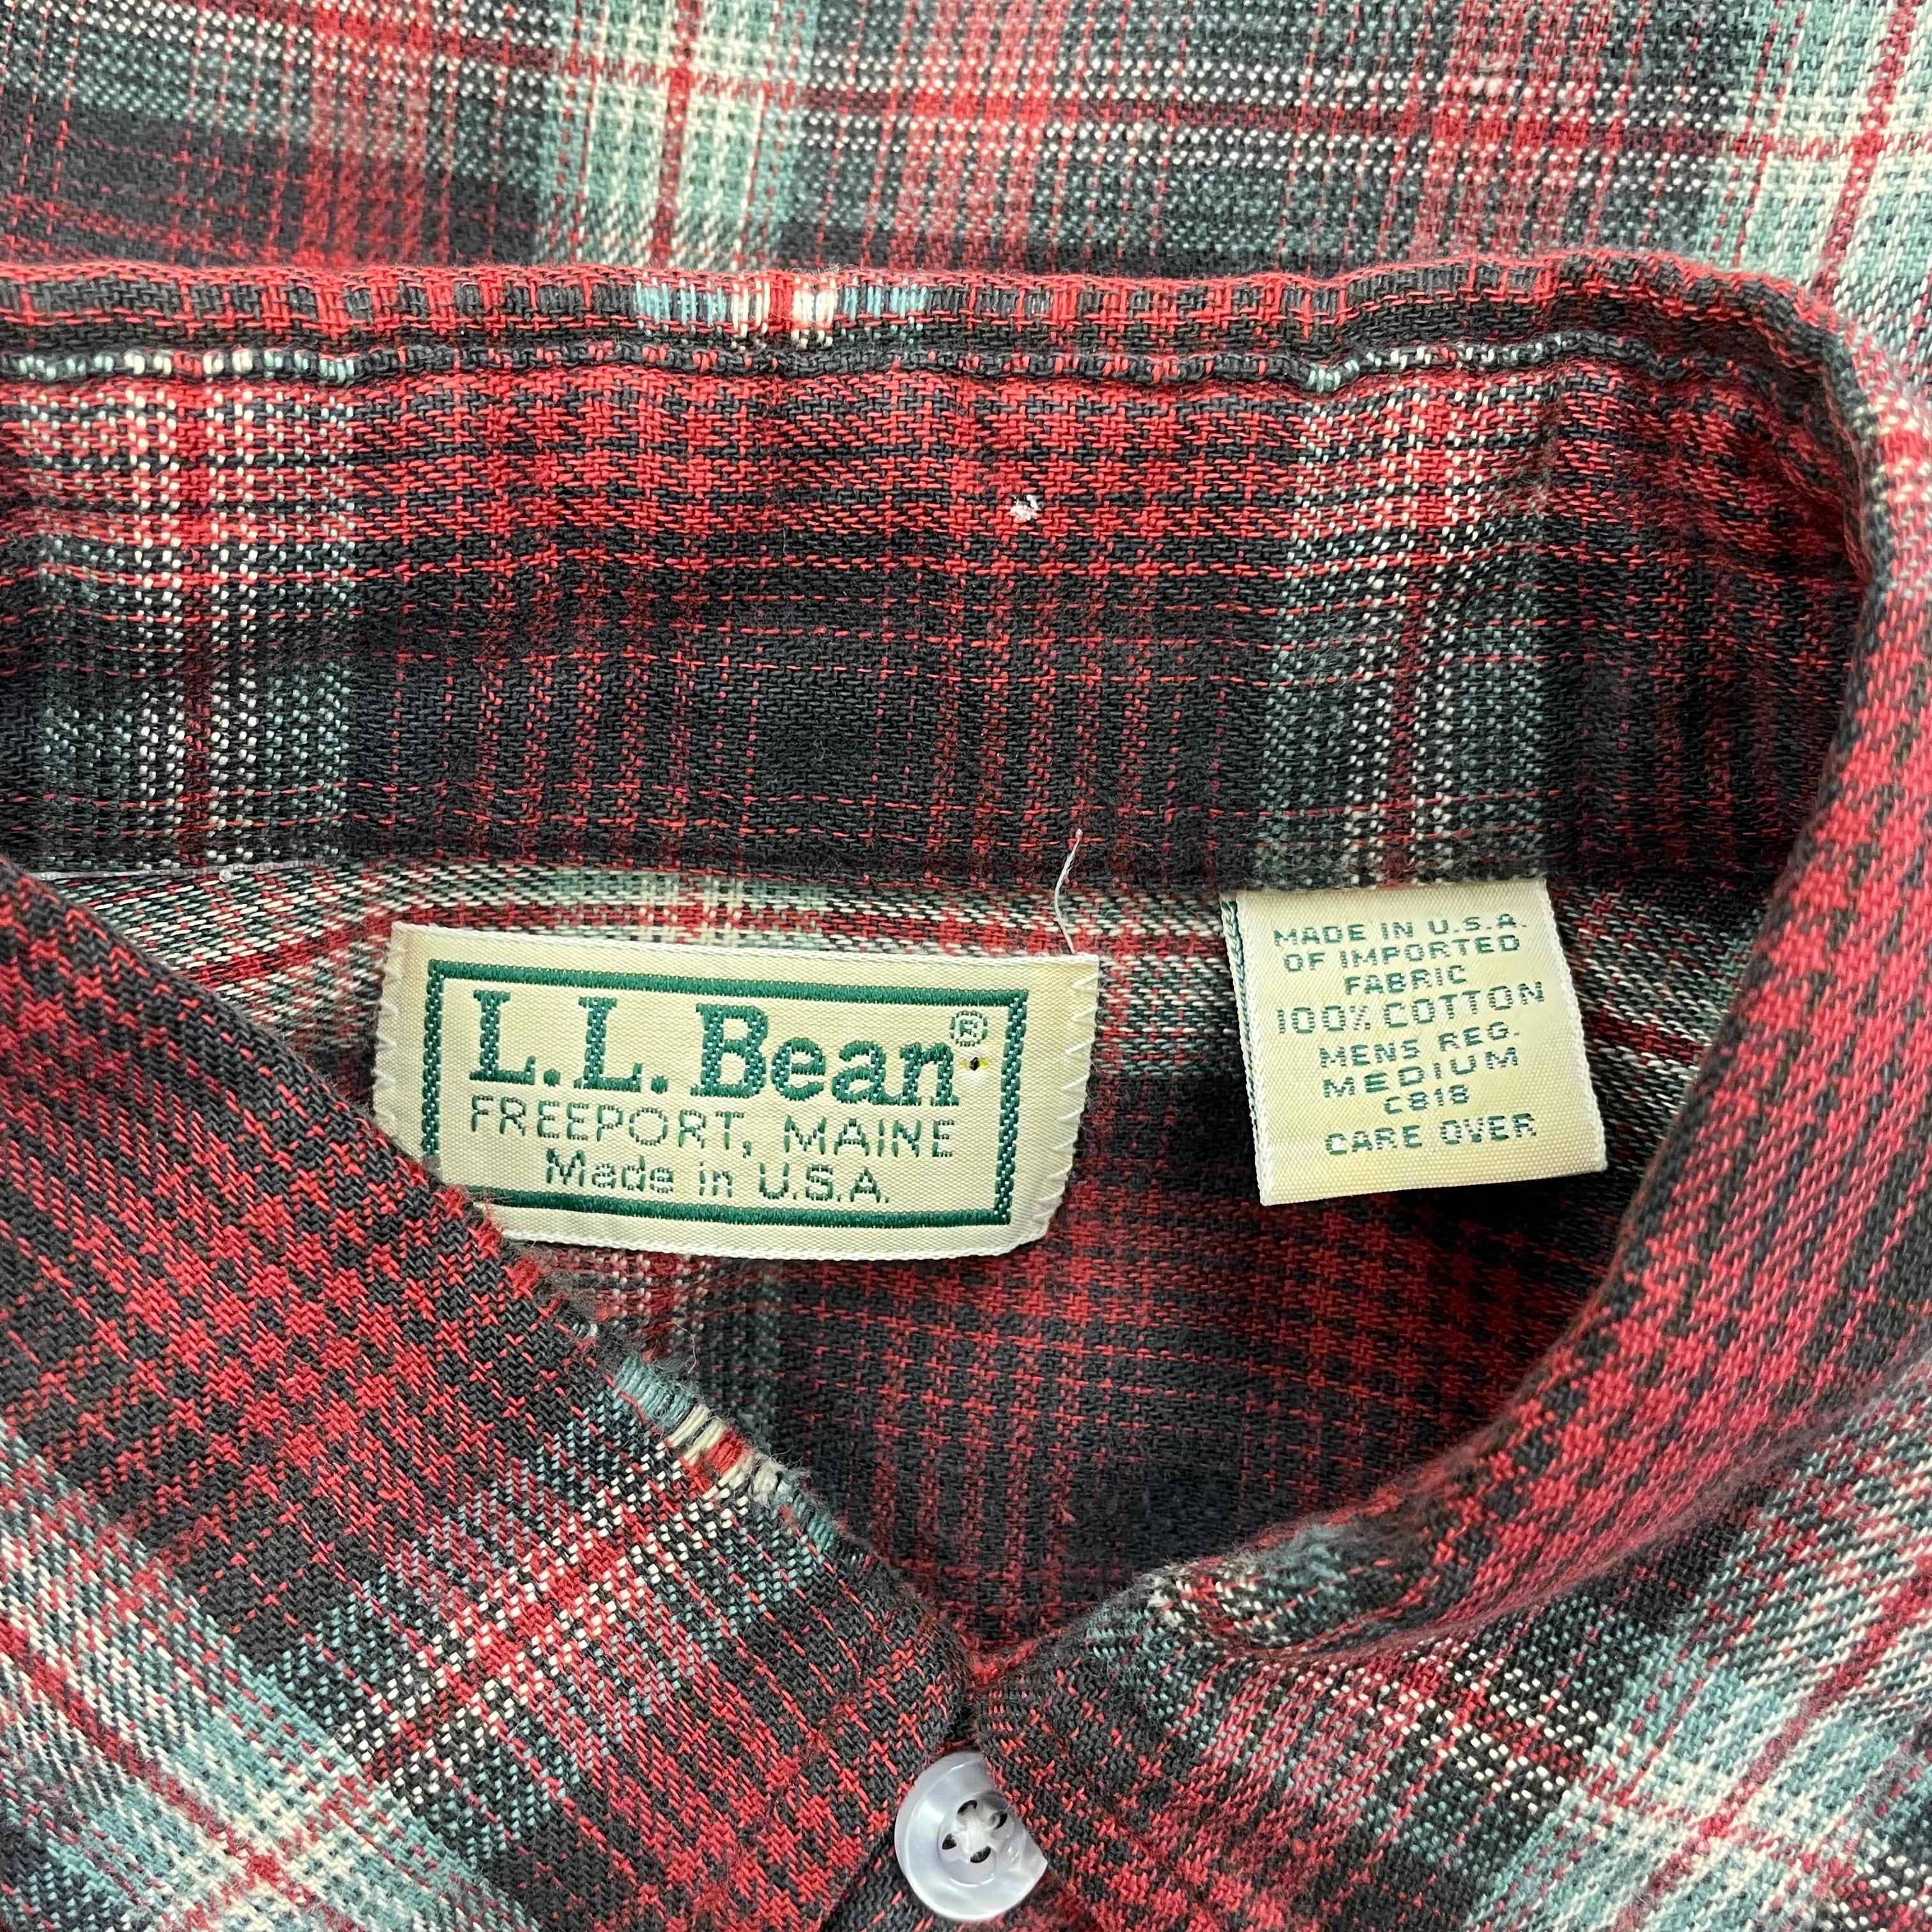 L.L.Bean®
FREEPORT, MAINE
Made in U.S.A.
MADE IN U.S.A.
OF IMPORTED
FABRIC
100% COTTON
MENS REG.
MEDIUM
C818
CARE OVER